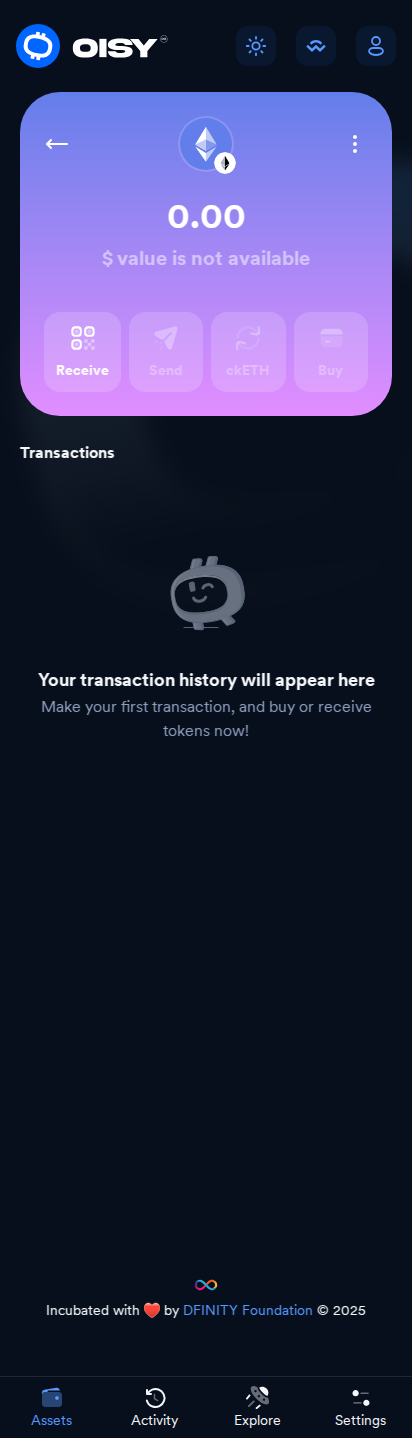 OISY
0.00
$ value is not available
Receive
Send
ckETH
Buy
Transactions
Your transaction history will appear here
Make your first transaction, and buy or receive
tokens now!
Incubated with ❤️ by DFINITY Foundation © 2025
Assets
Activity
Explore
Settings